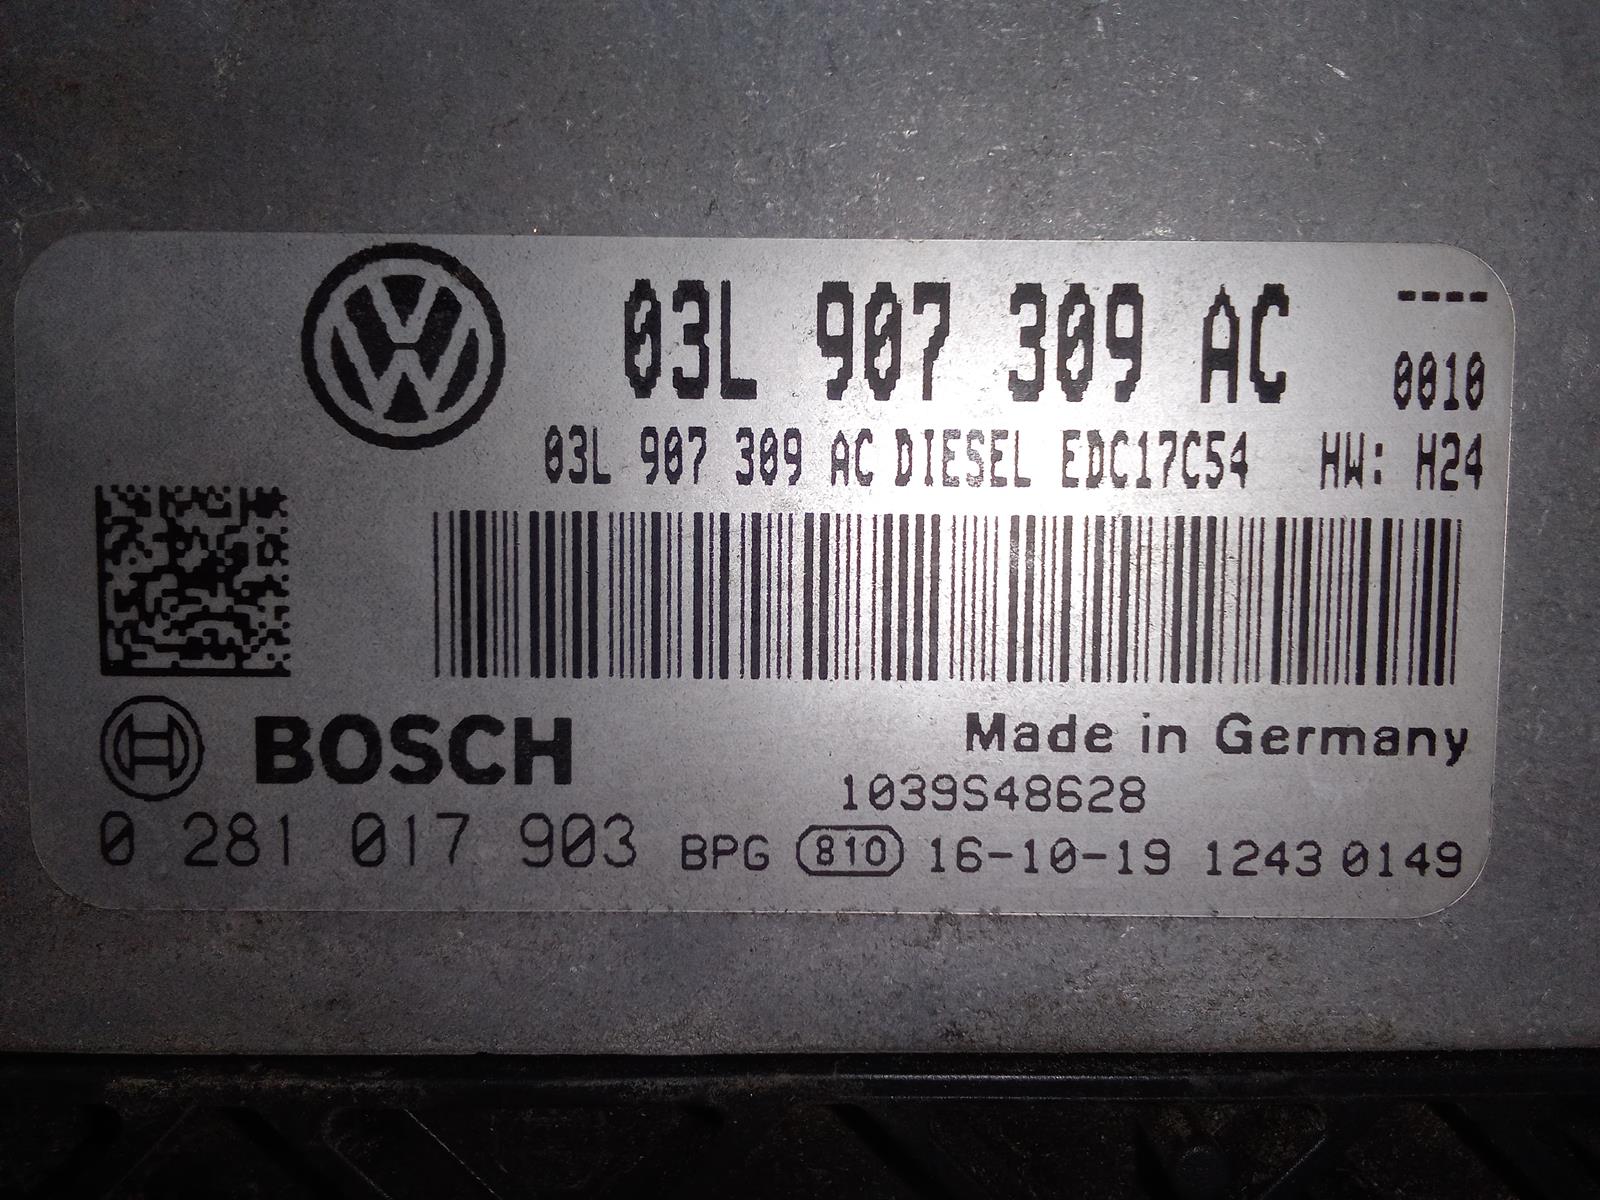 03L 907 309 AC ----
0010
03L 907 309 AC DIESEL EDC17C54 HW: H24
BOSCH
Made in Germany
1039S48628
0 281 017 903 BPG 810 16-10-19 1243 0149